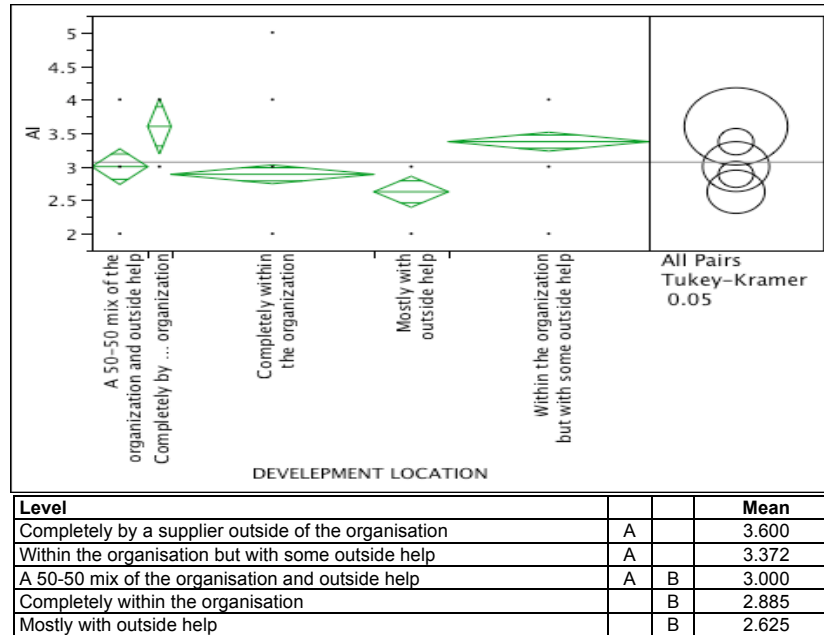 5
4.5
4
3.5
3
2.5
2
AI
A 50-50 mix of the
organization and outside help
Completely by ... organization
Completely within
the organization
Mostly with
outside help
Within the organization
but with some outside help
DEVELEPMENT LOCATION
All Pairs
Tukey-Kramer
0.05
Level Mean
Completely by a supplier outside of the organisation A 3.600
Within the organisation but with some outside help A 3.372
A 50-50 mix of the organisation and outside help A B 3.000
Completely within the organisation B 2.885
Mostly with outside help B 2.625